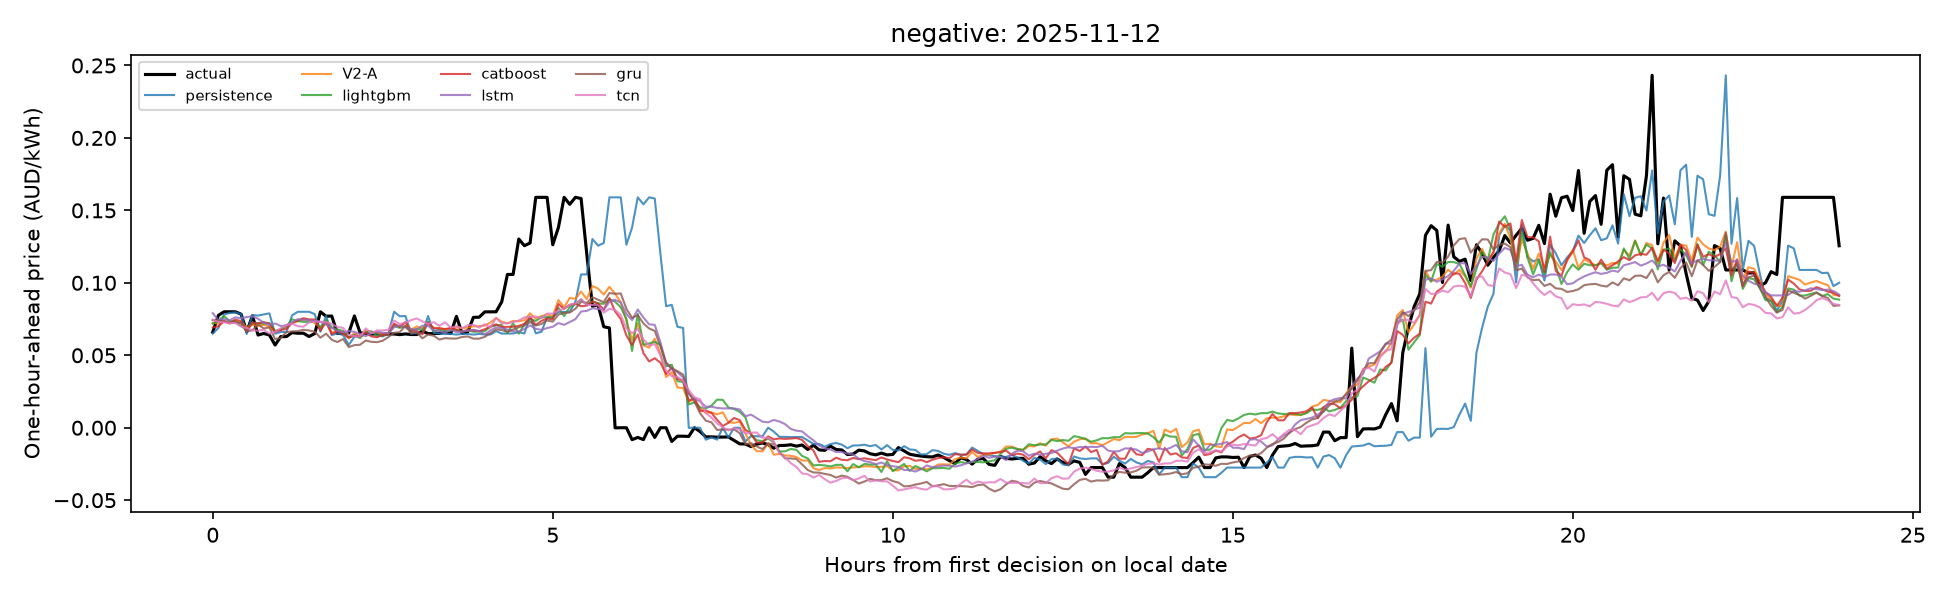 negative: 2025-11-12
actual
persistence
V2-A
lightgbm
catboost
lstm
gru
tcn
One-hour-ahead price (AUD/kWh)
0.25
0.20
0.15
0.10
0.05
0.00
−0.05
0
5
10
15
20
25
Hours from first decision on local date